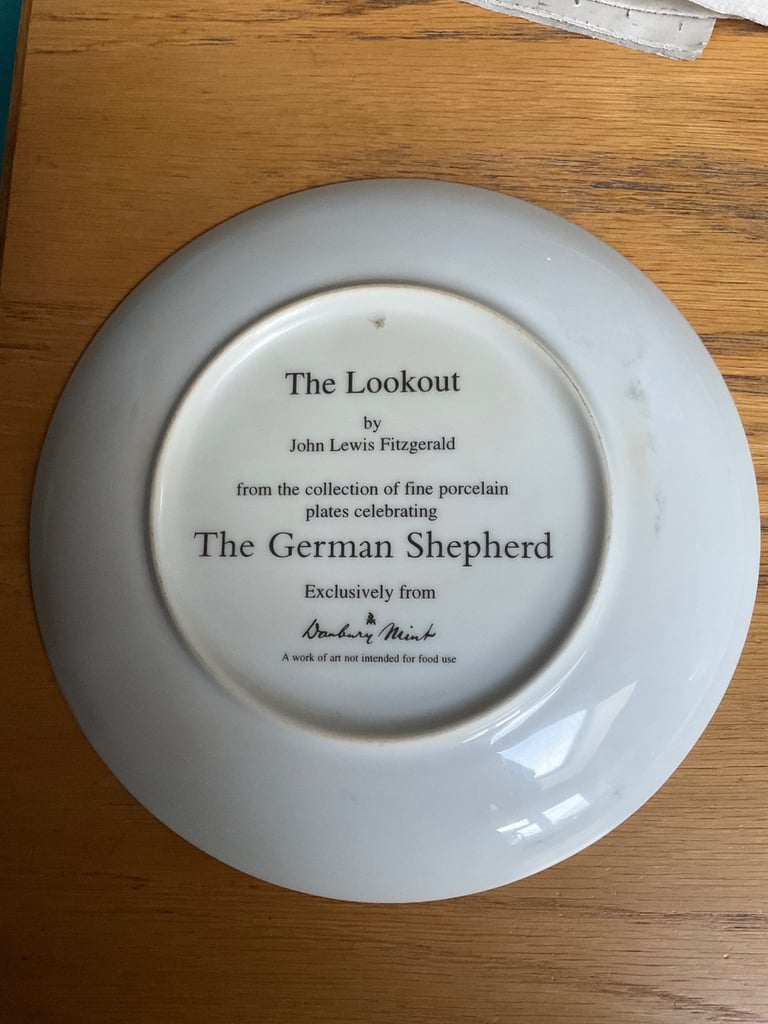 The Lookout
by
John Lewis Fitzgerald
from the collection of fine porcelain
plates celebrating
The German Shepherd
Exclusively from
Danbury Mint
A work of art not intended for food use